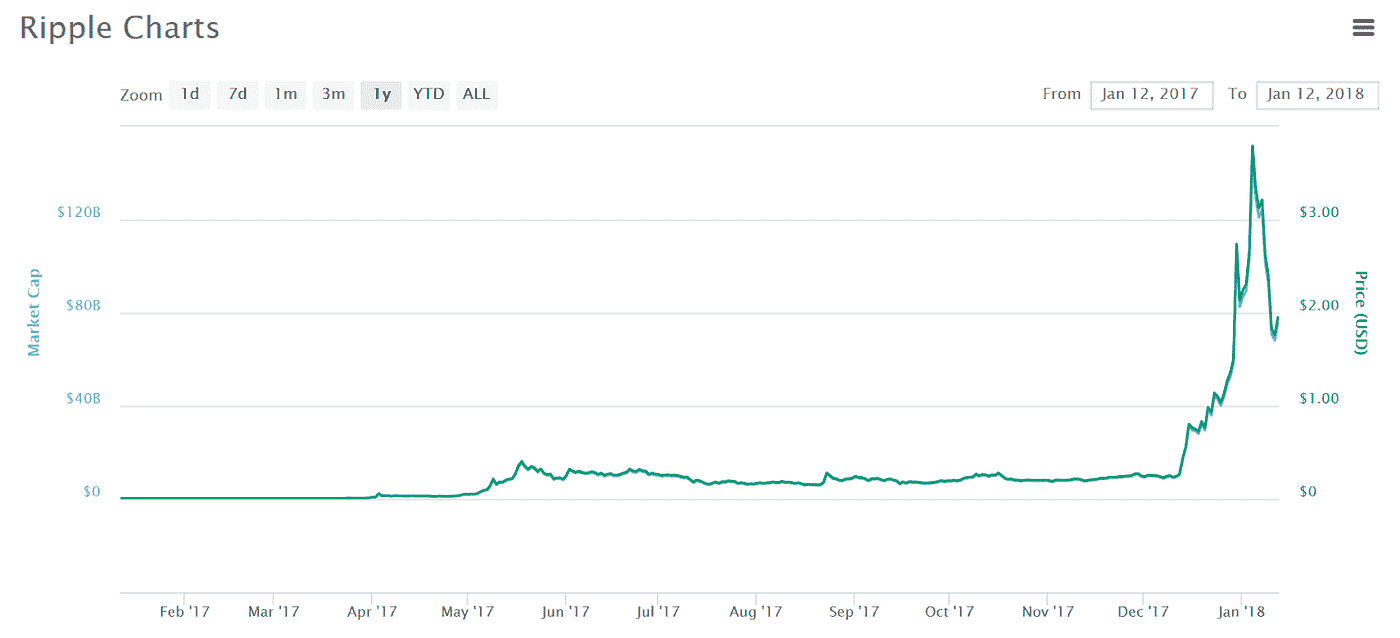 Ripple Charts
Zoom 1d 7d 1m 3m 1y YTD ALL From Jan 12, 2017 To Jan 12, 2018
$120B $3.00
$80B $2.00
$40B $1.00
$0 $0
Market Cap
Price (USD)
Feb '17 Mar '17 Apr '17 May '17 Jun '17 Jul '17 Aug '17 Sep '17 Oct '17 Nov '17 Dec '17 Jan '18